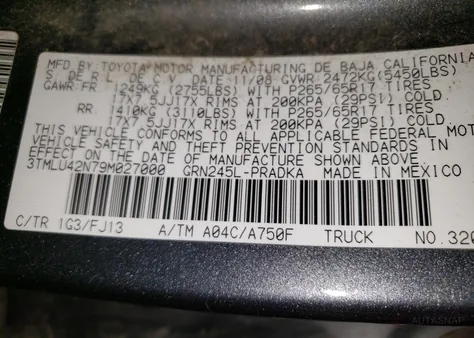 MFD. BY TOYOTA MOTOR MANUFACTURING DE BAJA CALIFORNIA
S. DE R.L. DE C.V. DATE: 11/08 GVWR 2472KG(5450LBS)
GAWR:FR 1249KG (2755LBS) WITH P265/65R17 TIRES
17X7.5JJ17X RIMS AT 200KPA (29PSI) COLD.
RR 1410KG (3110LBS) WITH P265/65R17 TIRES
17X7.5JJ17X RIMS AT 200KPA (29PSI) COLD.
THIS VEHICLE CONFORMS TO ALL APPLICABLE FEDERAL MOT
VEHICLE SAFETY AND THEFT PREVENTION STANDARDS IN
EFFECT ON THE DATE OF MANUFACTURE SHOWN ABOVE.
3TMLU42N79M027000 GRN245L-PRADKA MADE IN MEXICO
C/TR 1G3/FJ13 A/TM A04C/A750F TRUCK NO.326
AUTASNAP